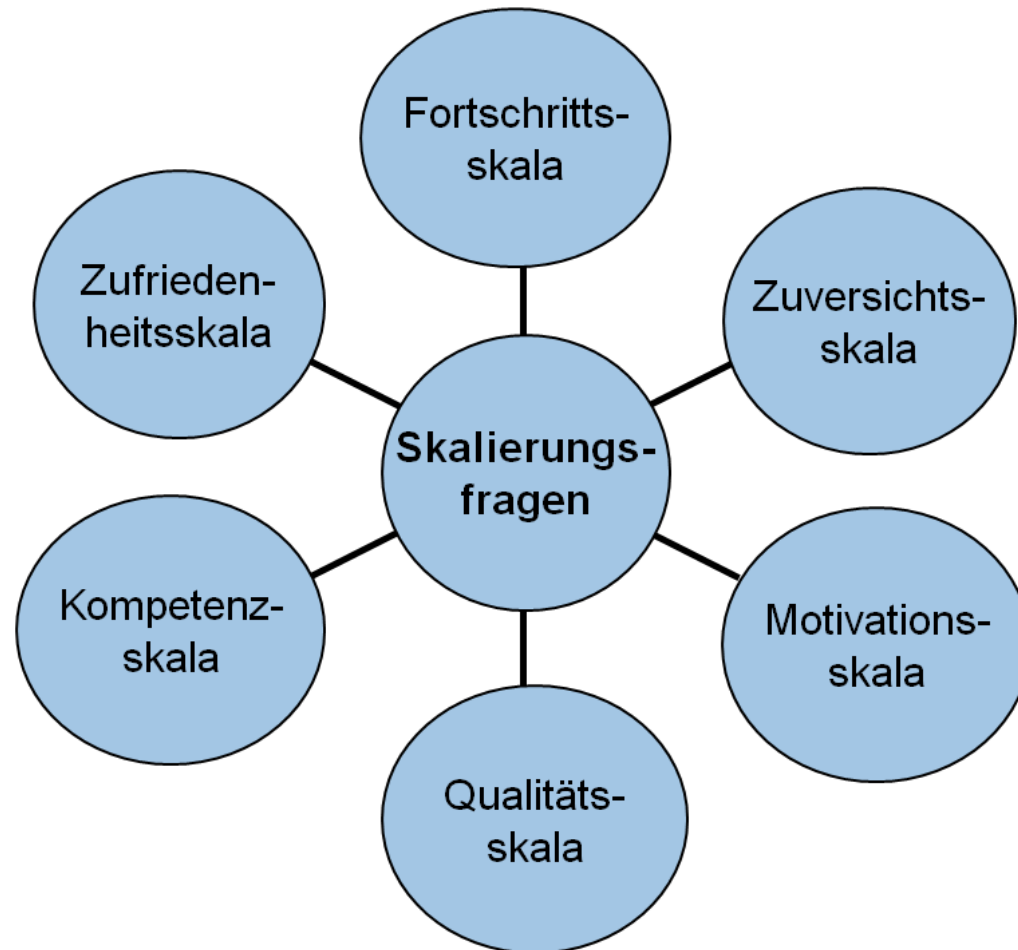 Fortschritts-
skala
Zufrieden-
heitsskala
Zuversichts-
skala
Skalierungs-
fragen
Kompetenz-
skala
Motivations-
skala
Qualitäts-
skala